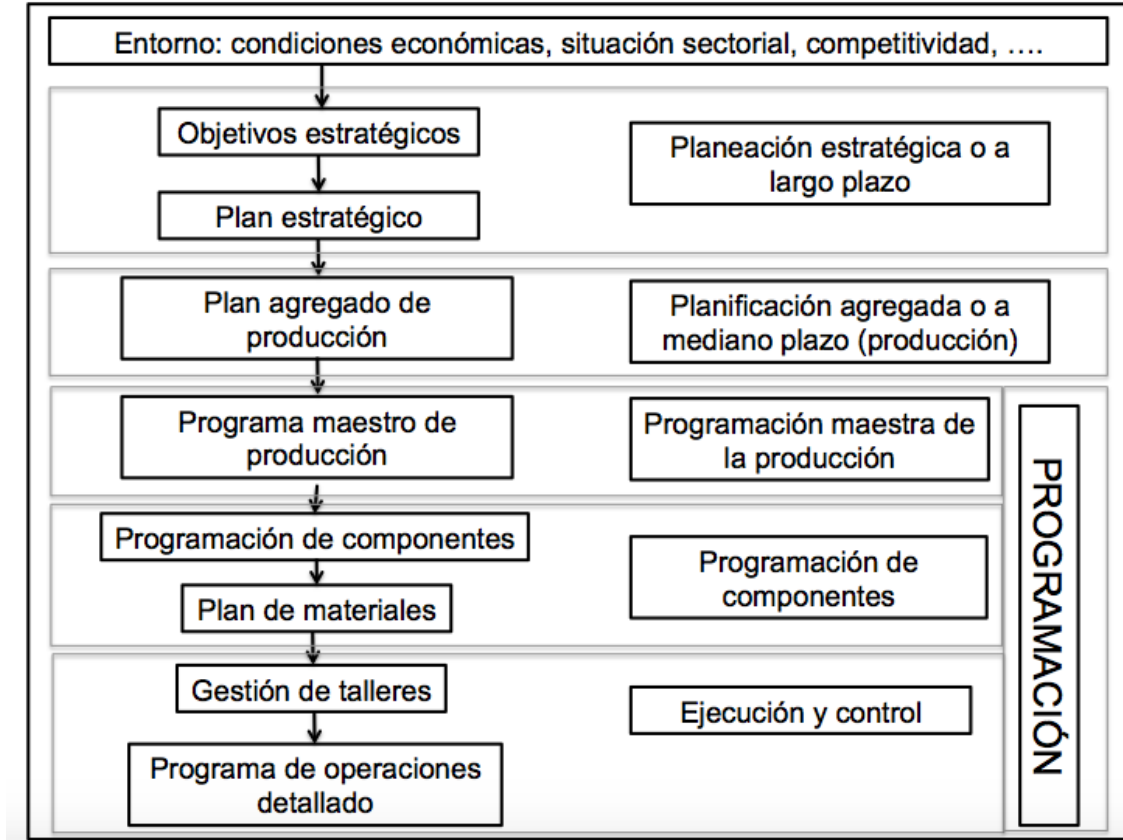 Entorno: condiciones económicas, situación sectorial, competitividad, ....
Objetivos estratégicos
Plan estratégico
Planeación estratégica o a
largo plazo
Plan agregado de
producción
Planificación agregada o a
mediano plazo (producción)
Programa maestro de
producción
Programación maestra de
la producción
Programación de componentes
Plan de materiales
Programación de
componentes
Gestión de talleres
Programa de operaciones
detallado
Ejecución y control
PROGRAMACIÓN